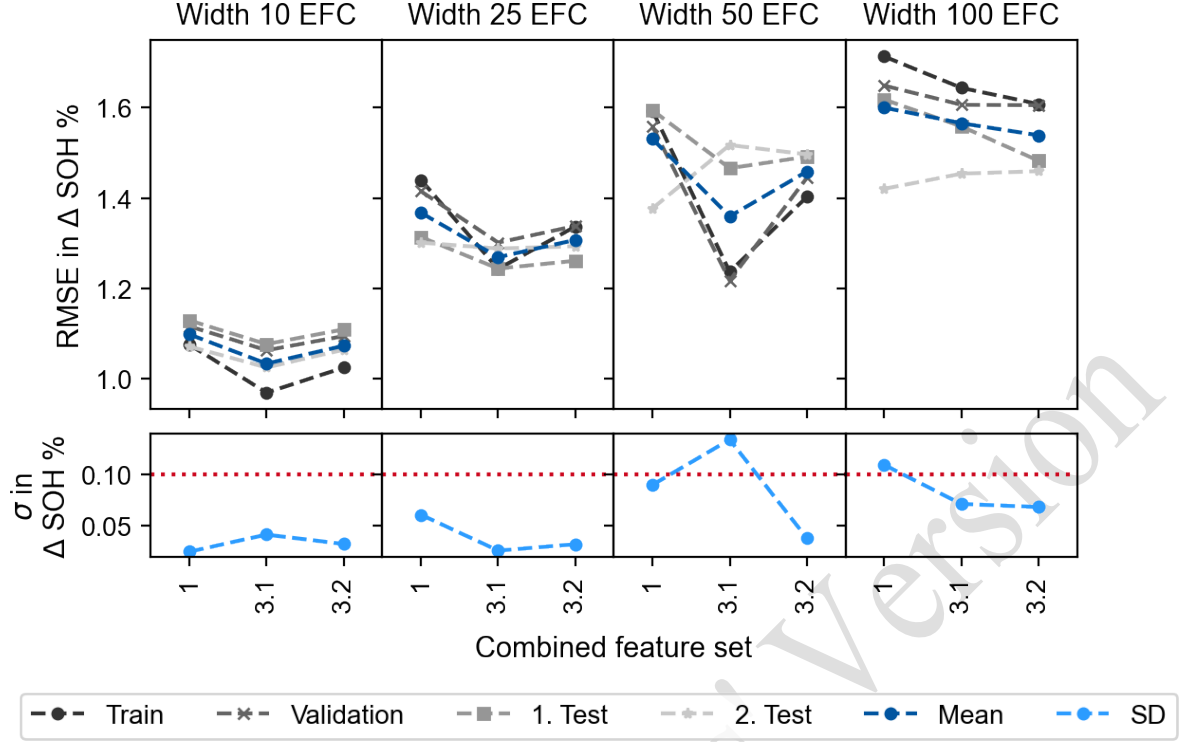 Width 10 EFC Width 25 EFC Width 50 EFC Width 100 EFC
RMSE in Δ SOH %
1.6
1.4
1.2
1.0
σ in
Δ SOH %
0.10
0.05
1 3.1 3.2 1 3.1 3.2 1 3.1 3.2 1 3.1 3.2
Combined feature set
Train Validation 1. Test 2. Test Mean SD
Version